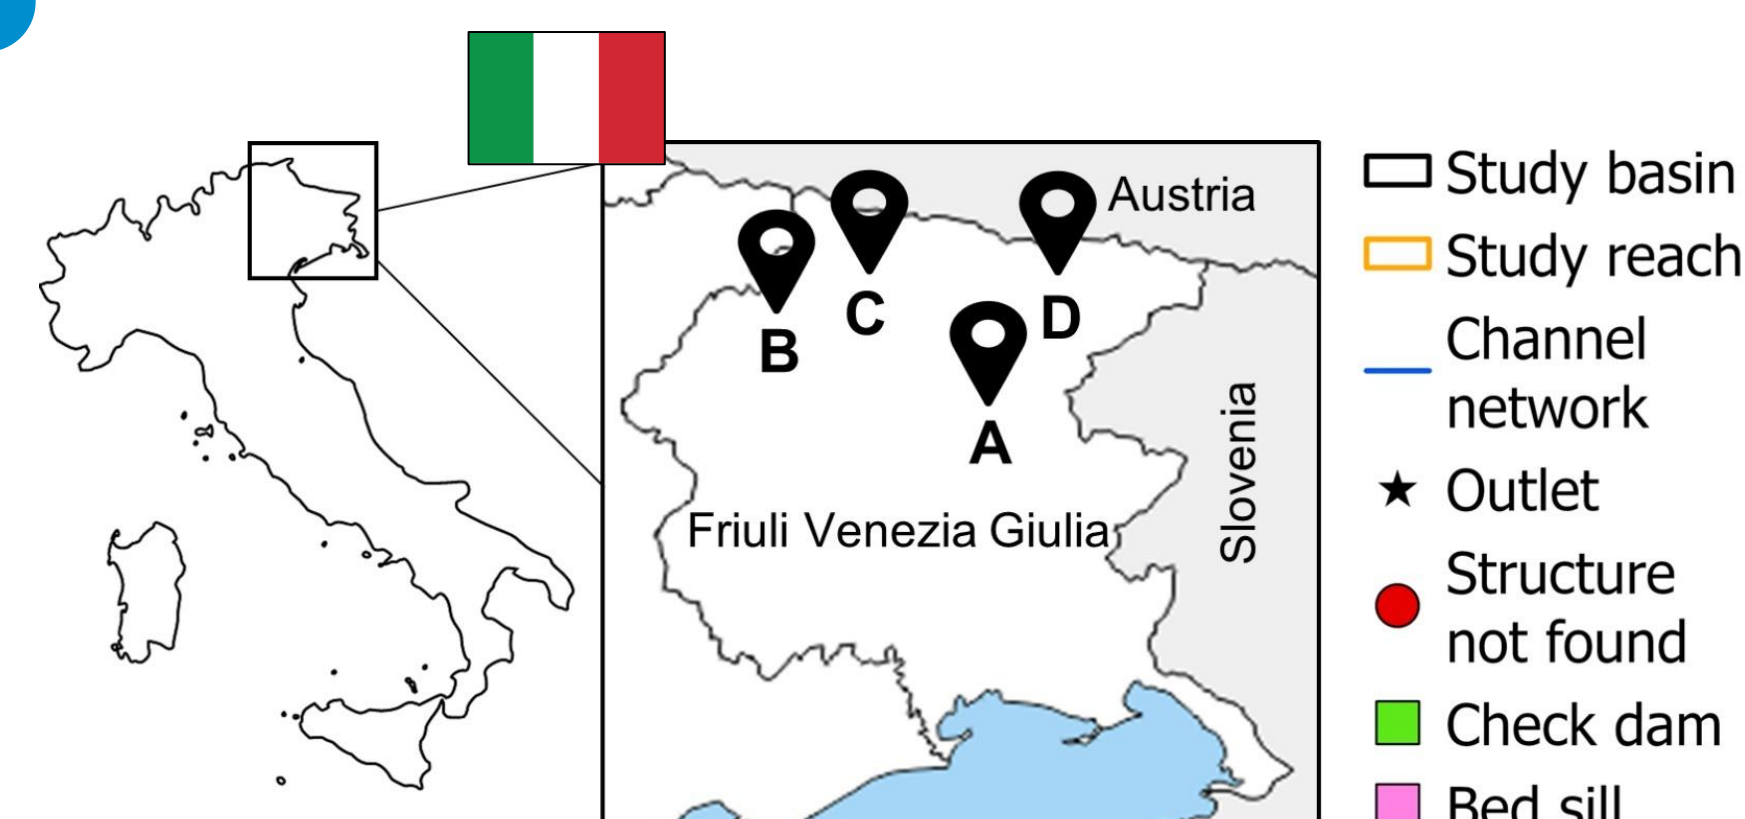 Austria
C
D
B
A
Slovenia
Friuli Venezia Giulia
Study basin
Study reach
Channel
network
Outlet
Structure
not found
Check dam
Bed sill